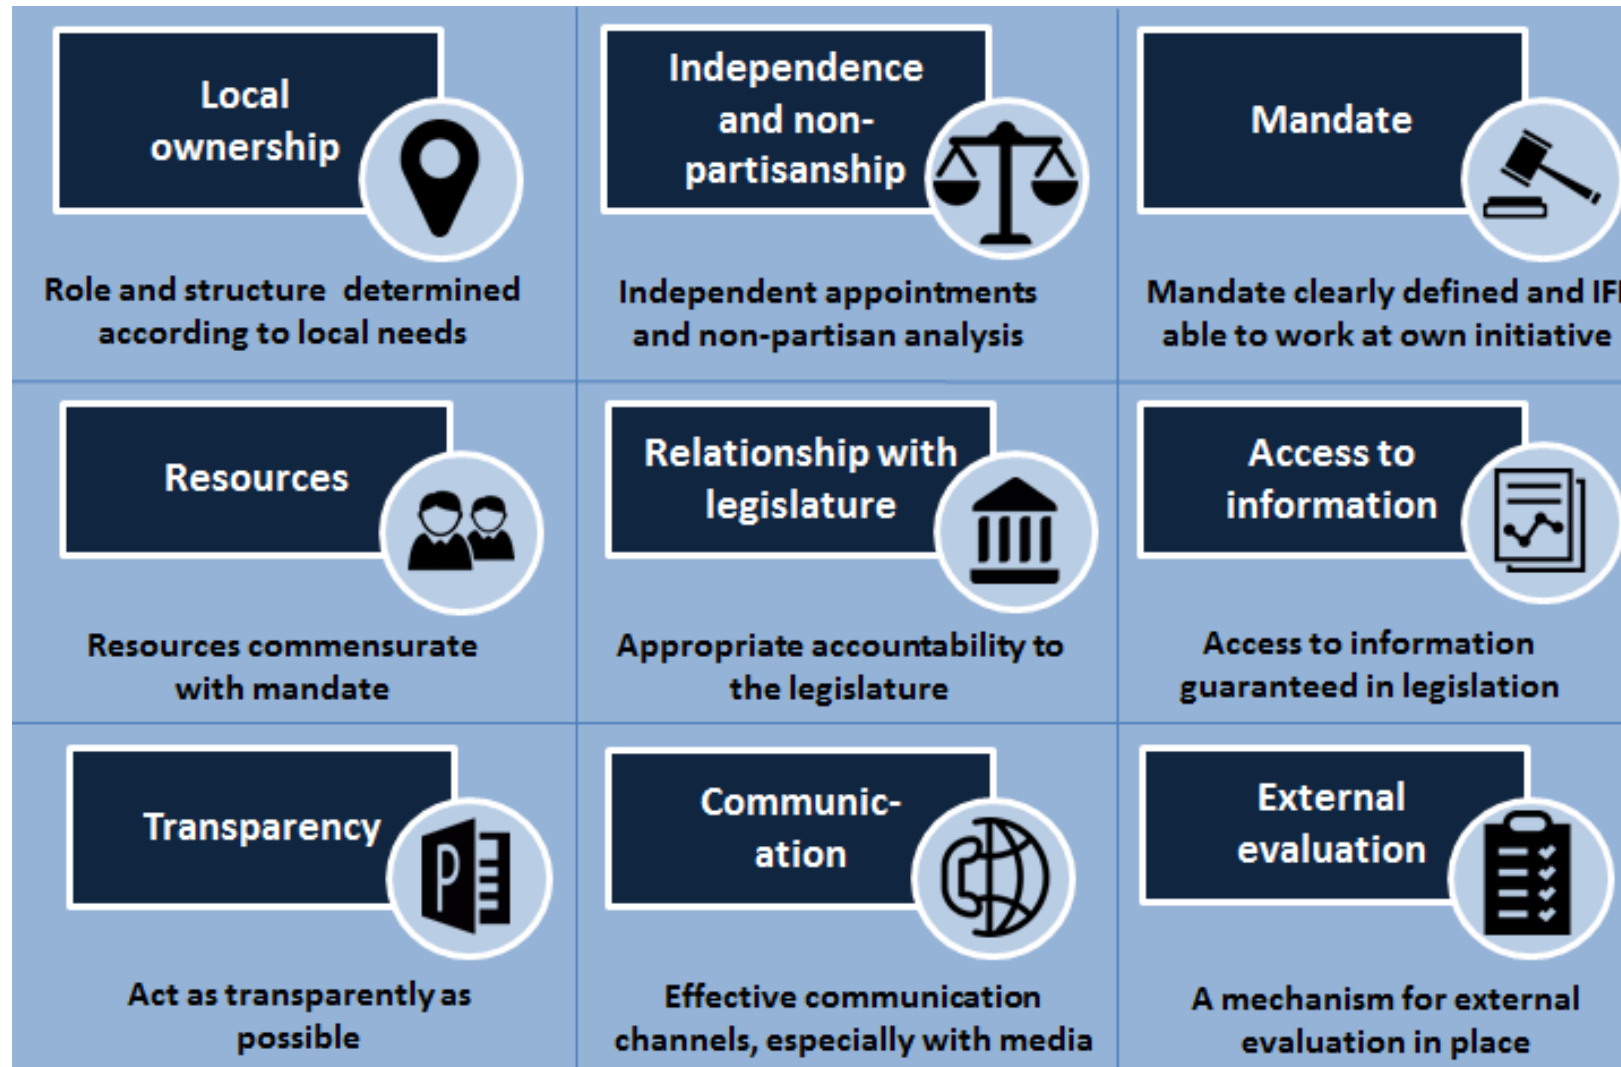 Local
ownership
Role and structure determined
according to local needs
Independence
and non-
partisanship
Independent appointments
and non-partisan analysis
Mandate
Mandate clearly defined and IFI
able to work at own initiative
Resources
Resources commensurate
with mandate
Relationship with
legislature
Appropriate accountability to
the legislature
Access to
information
Access to information
guaranteed in legislation
Transparency
P
Act as transparently as
possible
Communic-
ation
Effective communication
channels, especially with media
External
evaluation
A mechanism for external
evaluation in place